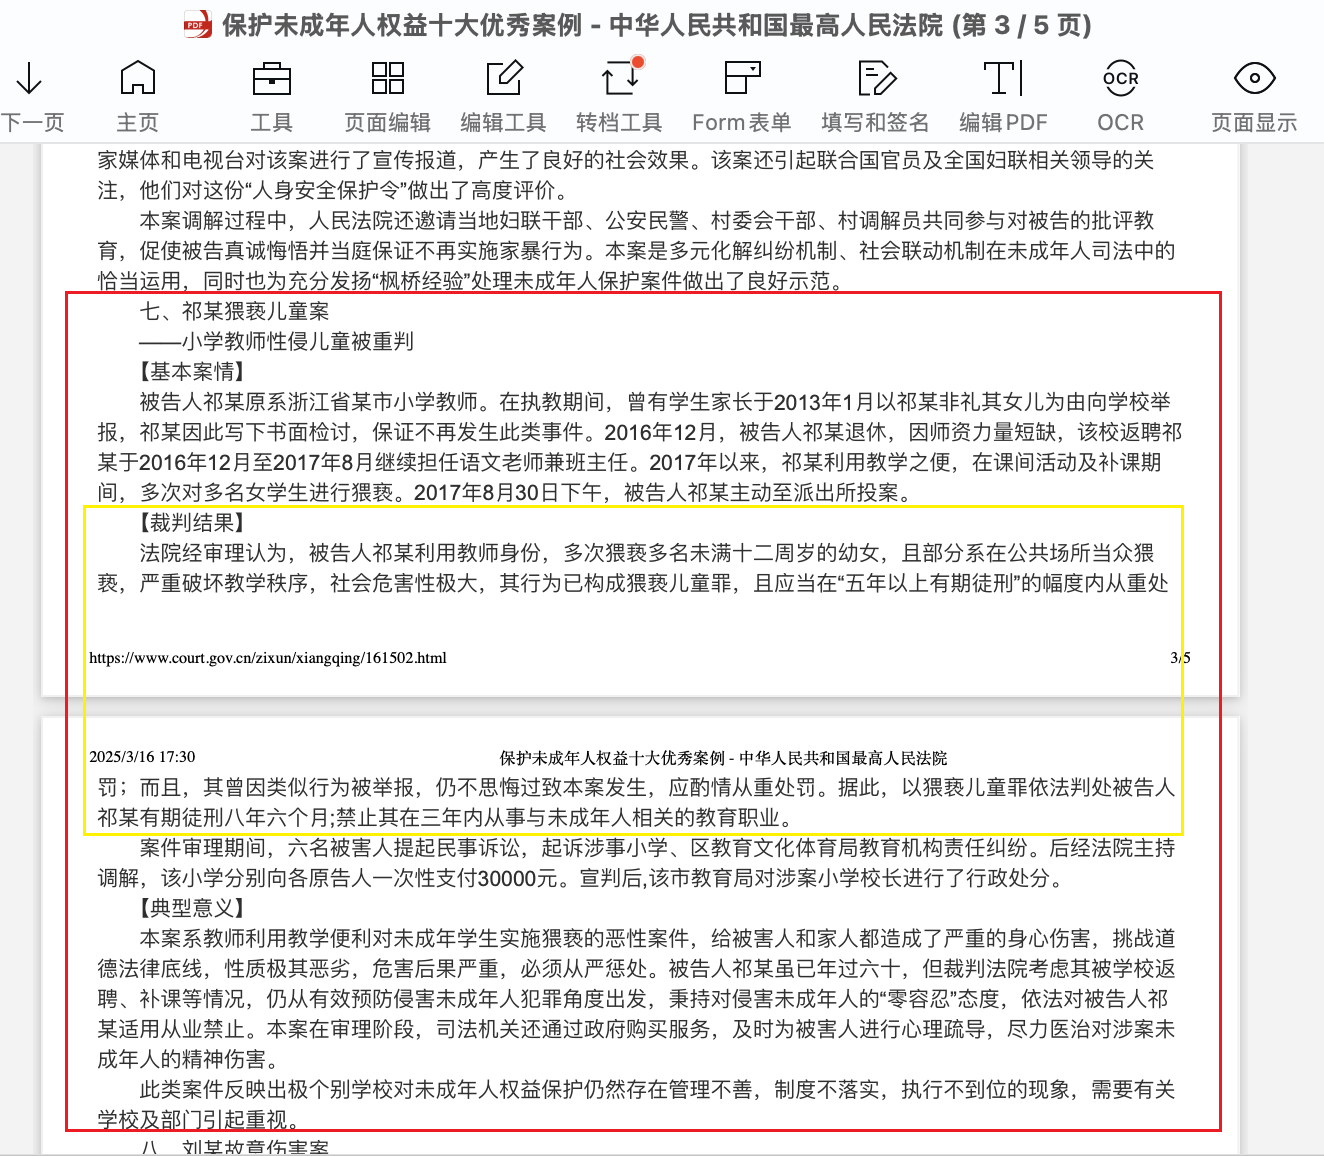 保护未成年人权益十大优秀案例 - 中华人民共和国最高人民法院 (第 3 / 5 页)
下一页 主页 工具 页面编辑 编辑工具 转档工具 Form表单 填写和签名 编辑PDF OCR 页面显示
家媒体和电视台对该案进行了宣传报道，产生了良好的社会效果。该案还引起联合国官员及全国妇联相关领导的关
注，他们对这份“人身安全保护令”做出了高度评价。
本案调解过程中，人民法院还邀请当地妇联干部、公安民警、村委会干部、村调解员共同参与对被告的批评教
育，促使被告真诚悔悟并当庭保证不再实施家暴行为。本案是多元化解纠纷机制、社会联动机制在未成年人司法中的
恰当运用，同时也为充分发扬“枫桥经验”处理未成年人保护案件做出了良好示范。
七、祁某猥亵儿童案
——小学教师性侵儿童被重判
【基本案情】
被告人祁某原系浙江省某市小学教师。在执教期间，曾有学生家长于2013年1月以祁某非礼其女儿为由向学校举
报，祁某因此写下书面检讨，保证不再发生此类事件。2016年12月，被告人祁某退休，因师资力量短缺，该校返聘祁
某于2016年12月至2017年8月继续担任语文老师兼班主任。2017年以来，祁某利用教学之便，在课间活动及补课期
间，多次对多名女学生进行猥亵。2017年8月30日下午，被告人祁某主动至派出所投案。
【裁判结果】
法院经审理认为，被告人祁某利用教师身份，多次猥亵多名未满十二周岁的幼女，且部分系在公共场所当众猥
亵，严重破坏教学秩序，社会危害性极大，其行为已构成猥亵儿童罪，且应当在“五年以上有期徒刑”的幅度内从重处
https://www.court.gov.cn/zixun/xiangqing/161502.html 3/5
2025/3/16 17:30 保护未成年人权益十大优秀案例 - 中华人民共和国最高人民法院
罚；而且，其曾因类似行为被举报，仍不思悔过致本案发生，应酌情从重处罚。据此，以猥亵儿童罪依法判处被告人
祁某有期徒刑八年六个月;禁止其在三年内从事与未成年人相关的教育职业。
案件审理期间，六名被害人提起民事诉讼，起诉涉事小学、区教育文化体育局教育机构责任纠纷。后经法院主持
调解，该小学分别向各原告人一次性支付30000元。宣判后,该市教育局对涉案小学校长进行了行政处分。
【典型意义】
本案系教师利用教学便利对未成年学生实施猥亵的恶性案件，给被害人和家人都造成了严重的身心伤害，挑战道
德法律底线，性质极其恶劣，危害后果严重，必须从严惩处。被告人祁某虽已年过六十，但裁判法院考虑其被学校返
聘、补课等情况，仍从有效预防侵害未成年人犯罪角度出发，秉持对侵害未成年人的“零容忍”态度，依法对被告人祁
某适用从业禁止。本案在审理阶段，司法机关还通过政府购买服务，及时为被害人进行心理疏导，尽力医治对涉案未
成年人的精神伤害。
此类案件反映出极个别学校对未成年人权益保护仍然存在管理不善，制度不落实，执行不到位的现象，需要有关
学校及部门引起重视。
八、刘某故意伤害案